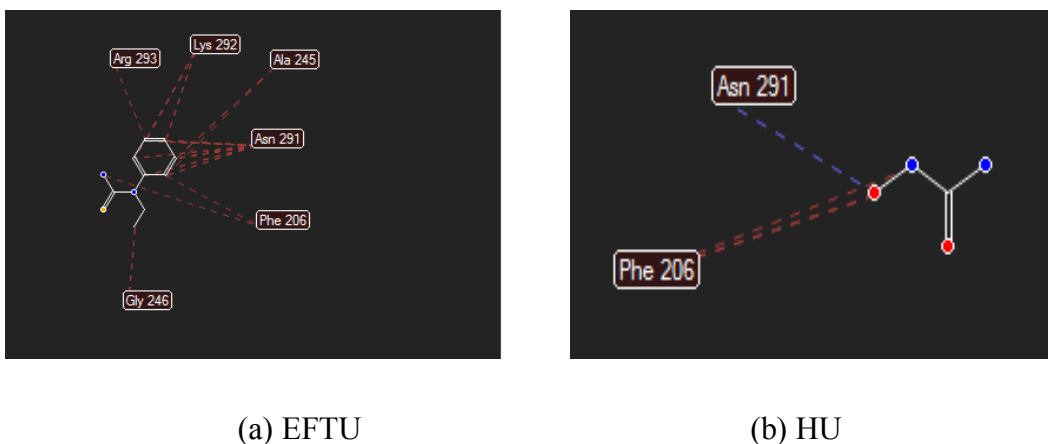 Lys 292
Arg 293
Ala 245
Asn 291
Phe 206
Gly 246
Asn 291
Phe 206
(a) EFTU
(b) HU